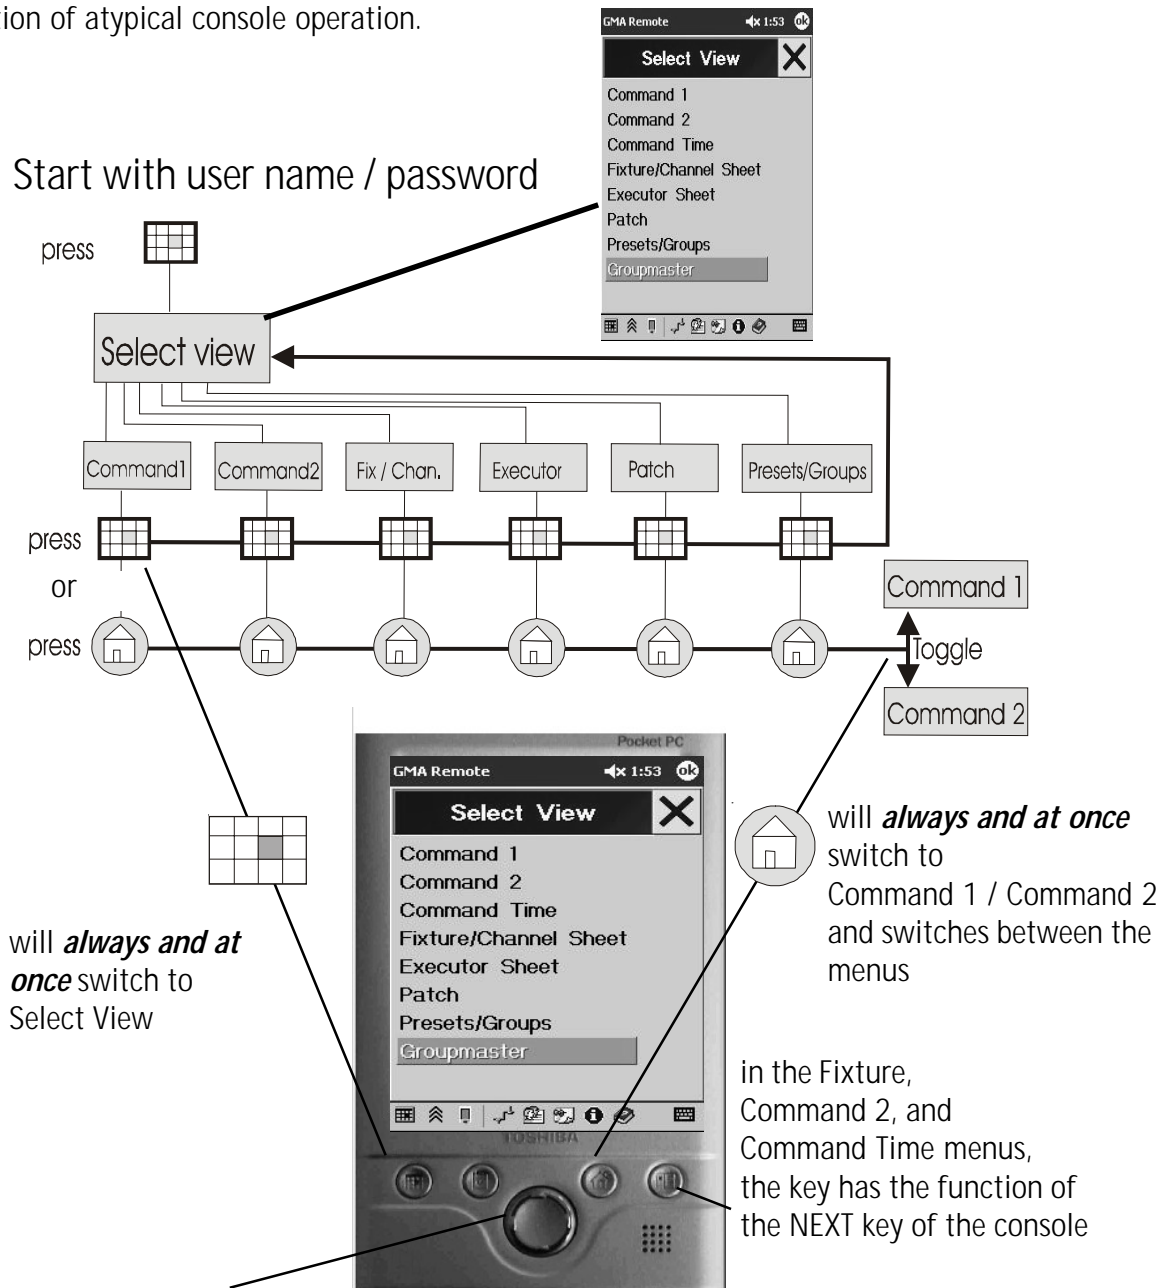 tion of atypical console operation.
GMA Remote 1:53 ok
Select View
Command 1
Command 2
Command Time
Fixture/Channel Sheet
Executor Sheet
Patch
Presets/Groups
Groupmaster
Start with user name / password
press
Select view
Command1
Command2
Fix / Chan.
Executor
Patch
Presets/Groups
press
or
press
Command 1
Toggle
Command 2
Pocket PC
GMA Remote 1:53 ok
Select View
Command 1
Command 2
Command Time
Fixture/Channel Sheet
Executor Sheet
Patch
Presets/Groups
Groupmaster
TOSHIBA
will always and at
once switch to
Select View
will always and at once
switch to
Command 1 / Command 2
and switches between the
menus
in the Fixture,
Command 2, and
Command Time menus,
the key has the function of
the NEXT key of the console